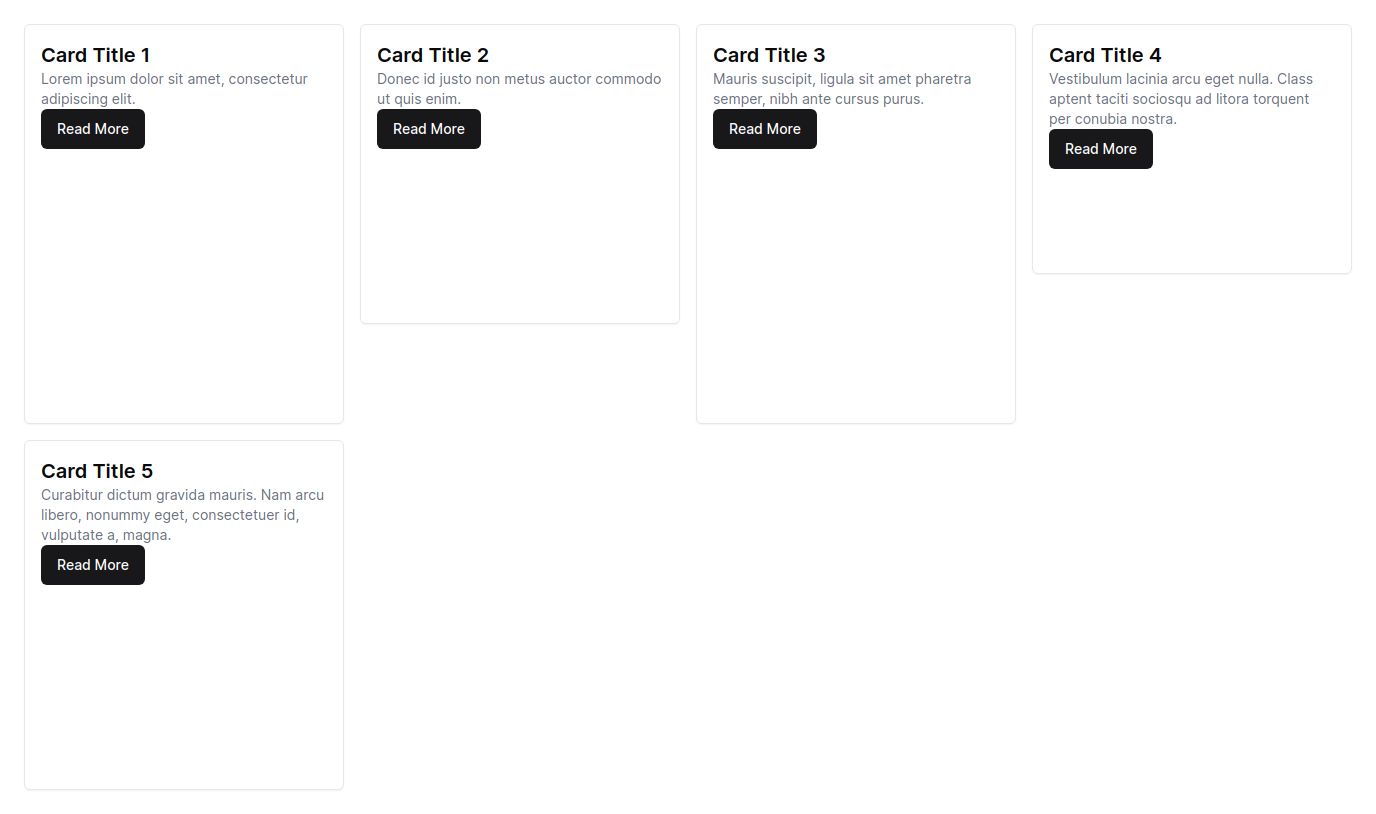 Card Title 1
Lorem ipsum dolor sit amet, consectetur
adipiscing elit.
Read More
Card Title 2
Donec id justo non metus auctor commodo
ut quis enim.
Read More
Card Title 3
Mauris suscipit, ligula sit amet pharetra
semper, nibh ante cursus purus.
Read More
Card Title 4
Vestibulum lacinia arcu eget nulla. Class
aptent taciti sociosqu ad litora torquent
per conubia nostra.
Read More
Card Title 5
Curabitur dictum gravida mauris. Nam arcu
libero, nonummy eget, consectetuer id,
vulputate a, magna.
Read More